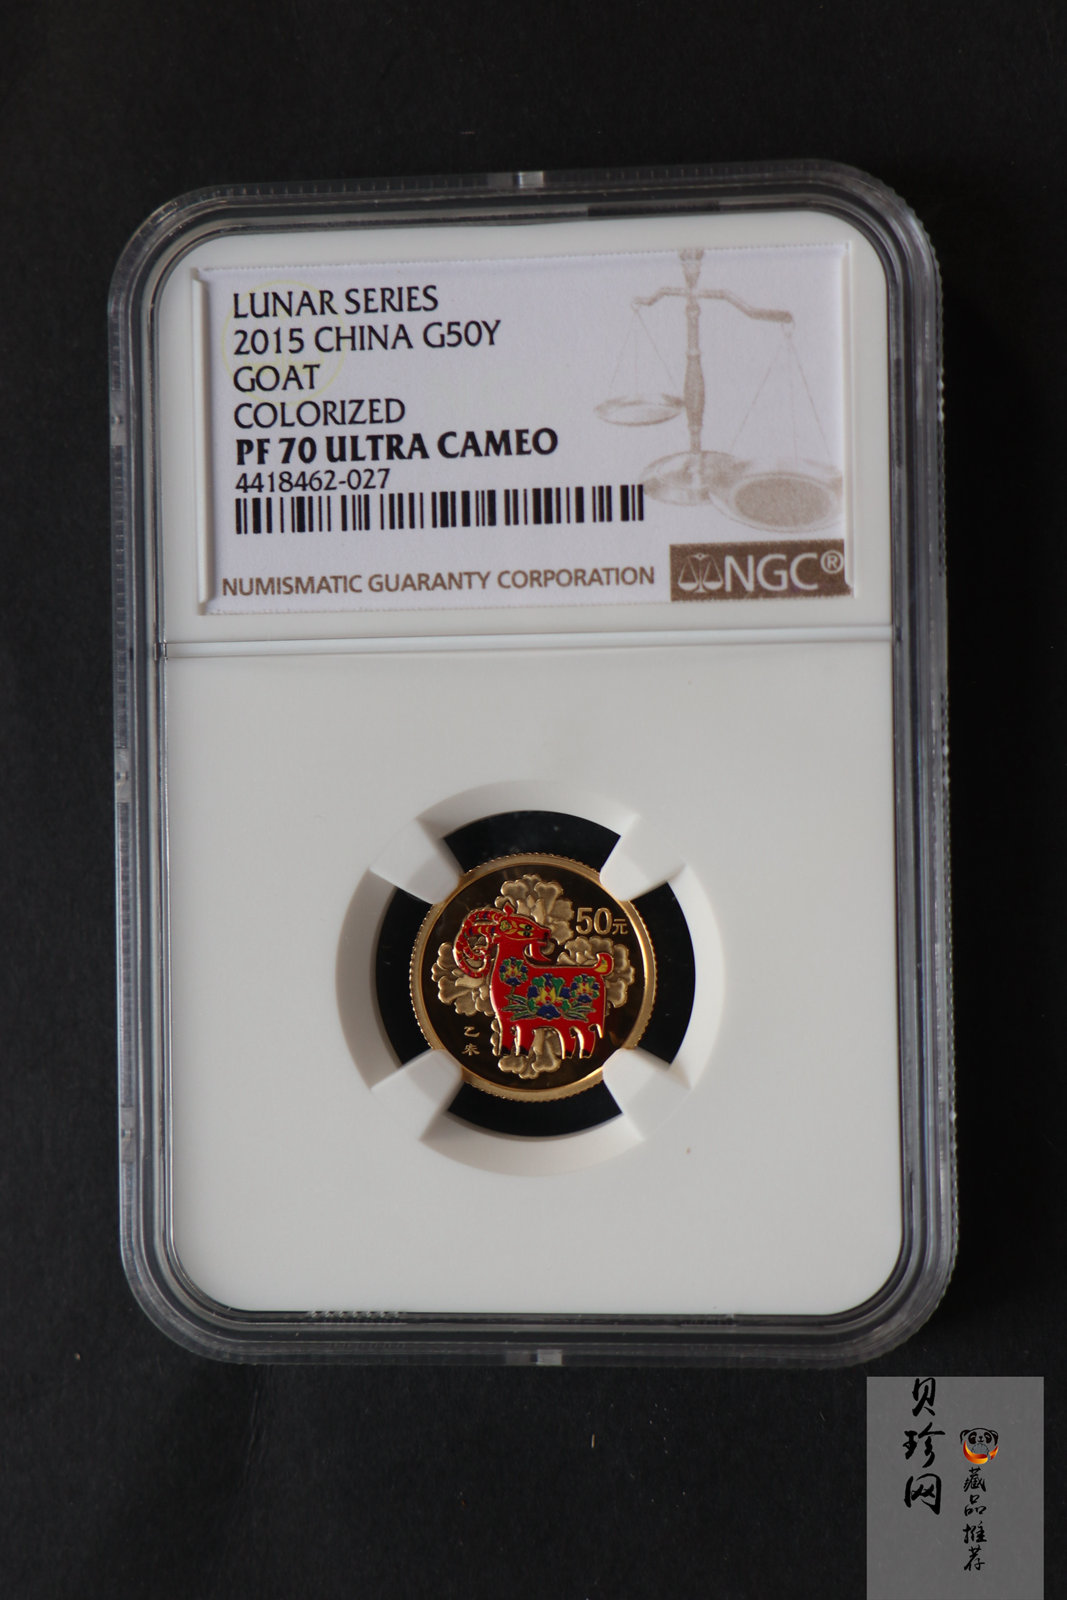 LUNAR SERIES
2015 CHINA G50Y
GOAT
COLORIZED
PF 70 ULTRA CAMEO
4418462-027
NUMISMATIC GUARANTY CORPORATION
NGC®
50元
乙未
贝珍网
藏品推荐